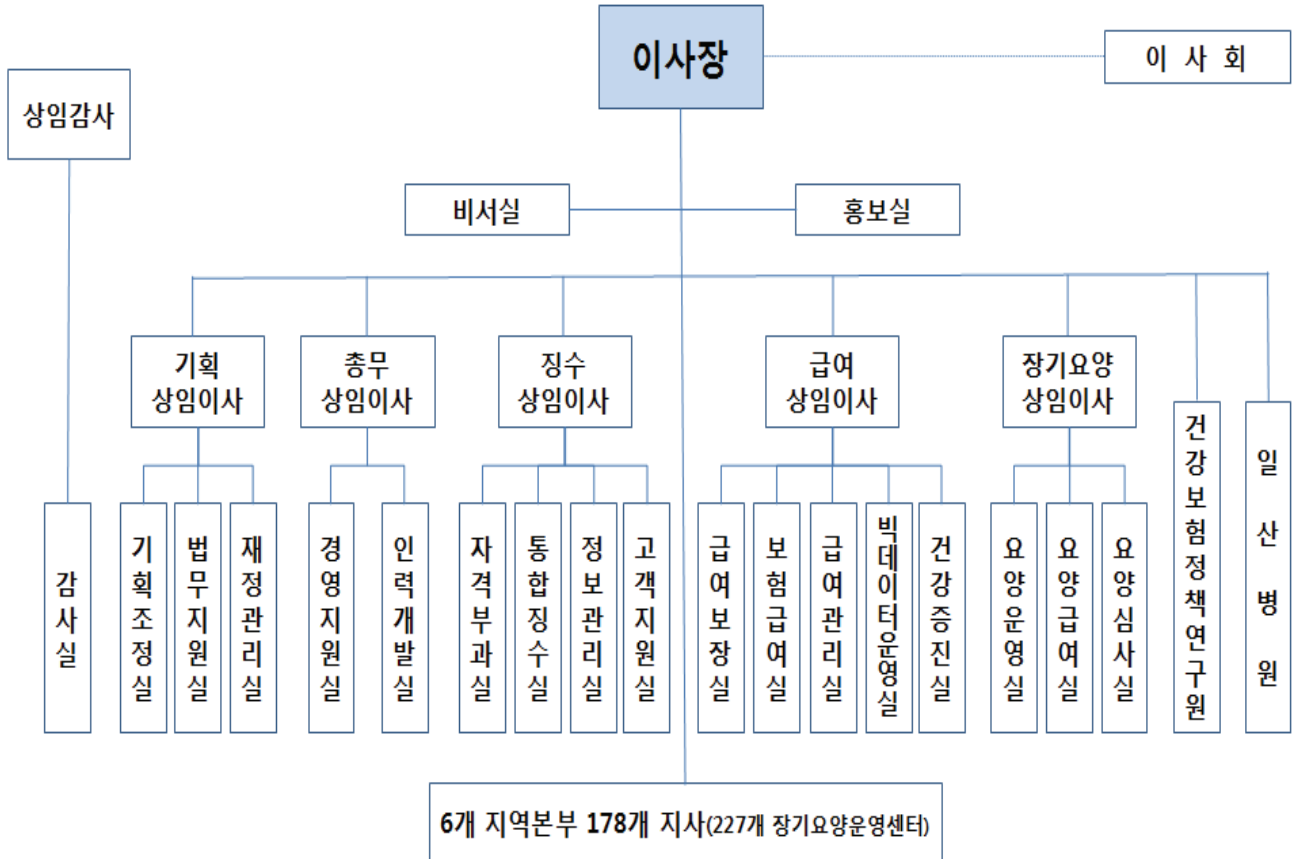 이사장
이 사 회
상임감사
비서실
홍보실
기획
상임이사
총무
상임이사
징수
상임이사
급여
상임이사
장기요양
상임이사
감사실
기획조정실
법무지원실
재정관리실
경영지원실
인력개발실
자격부과실
통합징수실
정보관리실
고객지원실
급여보장실
보험급여실
급여관리실
빅데이터운영실
건강증진실
요양운영실
요양급여실
요양심사실
건강보험정책연구원
일산병원
6개 지역본부 178개 지사(227개 장기요양운영센터)